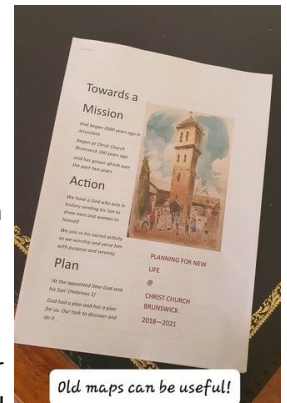 Towards a
Mission
that began 2000 years ago in
Jerusalem
began at Christ Church
Brunswick 160 years ago
and has grown afresh over
the past two years
Action
We have a God who acts in
history sending his Son to
draw men and women to
himself
We join in his sacred activity
as we worship and serve him
with purpose and serenity
Plan
'At the appointed time God sent
his Son' (Hebrews 1)
God had a plan and has a plan
for us. Our task to discover and
do it...
PLANNING FOR NEW
LIFE
@
CHRIST CHURCH
BRUNSWICK
2018—2021
Old maps can be useful!